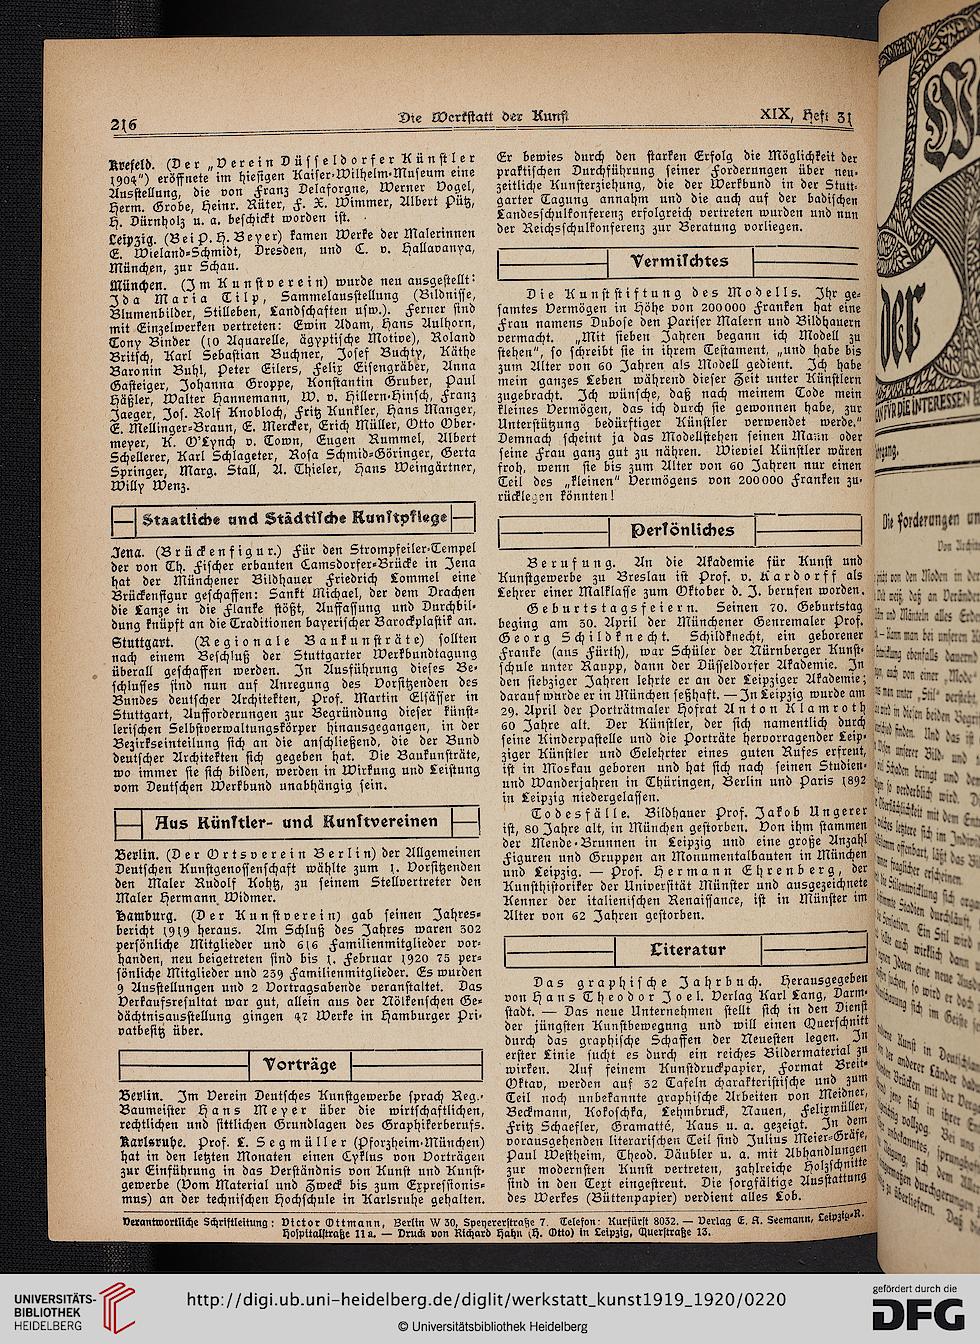 216
Die Werkstatt der Kunst
XIX, Heft 31
Krefeld. (Der „Verein Düsseldorfer Künstler
1904“) eröffnete im hiesigen Kaiser-Wilhelm-Museum eine
Ausstellung, die von Franz Delaforgne, Werner Vogel,
Herm. Grobe, Heinr. Rüter, F. X. Wimmer, Albert Pütz,
H. Dürnholz u. a. beschickt worden ist.
Leipzig. (Bei P. H. Beyer) kamen Werke der Malerinnen
E. Wieland-Schmidt, Dresden, und C. v. Hallavanya,
München, zur Schau.
München. (Im Kunstverein) wurde neu ausgestellt:
Ida Maria Tilp, Sammelausstellung (Bildnisse,
Blumenbilder, Stilleben, Landschaften usw.). Ferner sind
mit Einzelwerken vertreten: Ewin Adam, Hans Aulhorn,
Tony Binder (10 Aquarelle, ägyptische Motive), Roland
Britsch, Karl Sebastian Buchner, Josef Buchty, Käthe
Baronin Buhl, Peter Eilers, Felix Eisengräber, Anna
Gasteiger, Johanna Groppe, Konstantin Gruber, Paul
Häßler, Walter Hannemann, W. v. Hillern-Hinsch, Franz
Jaeger, Jos. Rolf Knobloch, Fritz Kunkler, Hans Manger,
E. Mellinger-Braun, E. Mercker, Erich Müller, Otto Ober-
meyer, K. O'Lynch v. Town, Eugen Rummel, Albert
Schellerer, Karl Schlageter, Rosa Schmid-Göringer, Gerta
Springer, Marg. Stall, A. Thieler, Hans Weingärtner,
Willy Wenz.
Staatliche und Städtische Kunstpflege
Jena. (Brückenfigur.) Für den Strompfeiler-Tempel
der von Th. Fischer erbauten Camsdorfer-Brücke in Jena
hat der Münchener Bildhauer Friedrich Lommel eine
Brückenfigur geschaffen: Sankt Michael, der dem Drachen
die Lanze in die Flanke stößt, Auffassung und Durchbil-
dung knüpft an die Traditionen bayerischer Barockplastik an.
Stuttgart. (Regionale Baukunsträte) sollten
nach einem Beschluß der Stuttgarter Werkbundtagung
überall geschaffen werden. In Ausführung dieses Be-
schlusses sind nun auf Anregung des Vorsitzenden des
Bundes deutscher Architekten, Prof. Martin Elsässer in
Stuttgart, Aufforderungen zur Begründung dieser künst-
lerischen Selbstverwaltungskörper hinausgegangen, in der
Bezirkseinteilung sich an die anschließend, die der Bund
deutscher Architekten sich gegeben hat. Die Baukunsträte,
wo immer sie sich bilden, werden in Wirkung und Leistung
vom Deutschen Werkbund unabhängig sein.
Aus Künstler- und Kunstvereinen
Berlin. (Der Ortsverein Berlin) der Allgemeinen
Deutschen Kunstgenossenschaft wählte zum 1. Vorsitzenden
den Maler Rudolf Kohtz, zu seinem Stellvertreter den
Maler Hermann Widmer.
Hamburg. (Der Kunstverein) gab seinen Jahres-
bericht 1919 heraus. Am Schluß des Jahres waren 302
persönliche Mitglieder und 616 Familienmitglieder vor-
handen, neu beigetreten sind bis 1. Februar 1920 75 per-
sönliche Mitglieder und 239 Familienmitglieder. Es wurden
9 Ausstellungen und 2 Vortragsabende veranstaltet. Das
Verkaufsresultat war gut, allein aus der Nölkenschen Ge-
dächtnisausstellung gingen 47 Werke in Hamburger Pri-
vatbesitz über.
Vorträge
Berlin. Im Verein Deutsches Kunstgewerbe sprach Reg.-
Baumeister Hans Meyer über die wirtschaftlichen,
rechtlichen und sittlichen Grundlagen des Graphikerberufs.
Karlsruhe. Prof. L. Segmüller (Pforzheim-München)
hat in den letzten Monaten einen Cyklus von Vorträgen
zur Einführung in das Verständnis von Kunst und Kunst-
gewerbe (Vom Material und Zweck bis zum Expressionis-
mus) an der technischen Hochschule in Karlsruhe gehalten.
Er bewies durch den starken Erfolg die Möglichkeit der
praktischen Durchführung seiner Forderungen über neu-
zeitliche Kunsterziehung, die der Werkbund in der Stutt-
garter Tagung annahm und die auch auf der badischen
Landesschulkonferenz erfolgreich vertreten wurden und nun
der Reichsschulkonferenz zur Beratung vorliegen.
Vermischtes
Die Kunststiftung des Modells. Ihr ge-
samtes Vermögen in Höhe von 200000 Franken hat eine
Frau namens Dubose den Pariser Malern und Bildhauern
vermacht. „Mit sieben Jahren begann ich Modell zu
stehen“, so schreibt sie in ihrem Testament, „und habe bis
zum Alter von 60 Jahren als Modell gedient. Ich habe
mein ganzes Leben während dieser Zeit unter Künstlern
zugebracht. Ich wünsche, daß nach meinem Tode mein
kleines Vermögen, das ich durch sie gewonnen habe, zur
Unterstützung bedürftiger Künstler verwendet werde.“
Demnach scheint ja das Modellstehen seinen Mann oder
seine Frau ganz gut zu nähren. Wieviel Künstler wären
froh, wenn sie bis zum Alter von 60 Jahren nur einen
Teil des „kleinen“ Vermögens von 200000 Franken zu-
rücklegen könnten!
Persönliches
Berufung. An die Akademie für Kunst und
Kunstgewerbe zu Breslau ist Prof. v. Kardorff als
Lehrer einer Malklasse zum Oktober d. J. berufen worden.
Geburtstagsfeiern. Seinen 70. Geburtstag
beging am 30. April der Münchener Genremaler Prof.
Georg Schildknecht. Schildknecht, ein geborener
Franke (aus Fürth), war Schüler der Nürnberger Kunst-
schule unter Raupp, dann der Düsseldorfer Akademie. In
den siebziger Jahren lehrte er an der Leipziger Akademie;
darauf wurde er in München seßhaft. — In Leipzig wurde am
29. April der Porträtmaler Hofrat Anton Klamroth
60 Jahre alt. Der Künstler, der sich namentlich durch
seine Kinderpastelle und die Porträte hervorragender Leip-
ziger Künstler und Gelehrter eines guten Rufes erfreut,
ist in Moskau geboren und hat sich nach seinen Studien-
und Wanderjahren in Thüringen, Berlin und Paris 1892
in Leipzig niedergelassen.
Todesfälle. Bildhauer Prof. Jakob Ungerer
ist, 80 Jahre alt, in München gestorben. Von ihm stammen
der Mende-Brunnen in Leipzig und eine große Anzahl
Figuren und Gruppen an Monumentalbauten in München
und Leipzig. — Prof. Hermann Ehrenberg, der
Kunsthistoriker der Universität Münster und ausgezeichnete
Kenner der italienischen Renaissance, ist in Münster im
Alter von 62 Jahren gestorben.
Literatur
Das graphische Jahrbuch. Herausgegeben
von Hans Theodor Joel. Verlag Karl Lang, Darm-
stadt. — Das neue Unternehmen stellt sich in den Dienst
der jüngsten Kunstbewegung und will einen Querschnitt
durch das graphische Schaffen der Neuesten legen. In
erster Linie sucht es durch ein reiches Bildermaterial zu
wirken. Auf feinem Kunstdruckpapier, Format Breit-
Oktav, werden auf 32 Tafeln charakteristische und zum
Teil noch unbekannte graphische Arbeiten von Meidner,
Beckmann, Kokoschka, Lehmbruck, Nauen, Felixmüller,
Fritz Schaefler, Gramatté, Kaus u. a. gezeigt. In dem
vorausgehenden literarischen Teil sind Julius Meier-Gräfe,
Paul Westheim, Theod. Däubler u. a. mit Abhandlungen
zur modernsten Kunst vertreten, zahlreiche Holzschnitte
sind in den Text eingestreut. Die sorgfältige Ausstattung
des Werkes (Büttenpapier) verdient alles Lob.
Verantwortliche Schriftleitung: Victor Ottmann, Berlin W 30, Speyererstraße 7. Telefon: Kurfürst 8032. — Verlag E. A. Seemann, Leipzig-R.
Hospitalstraße 11a. — Druck von Richard Hahn (H. Otto) in Leipzig, Querstraße 13.
Die Forderungen
UNIVERSITÄTS-
BIBLIOTHEK
HEIDELBERG
http://digi.ub.uni-heidelberg.de/diglit/werkstatt_kunst1919_1920/0220
© Universitätsbibliothek Heidelberg
gefördert durch die
DFG